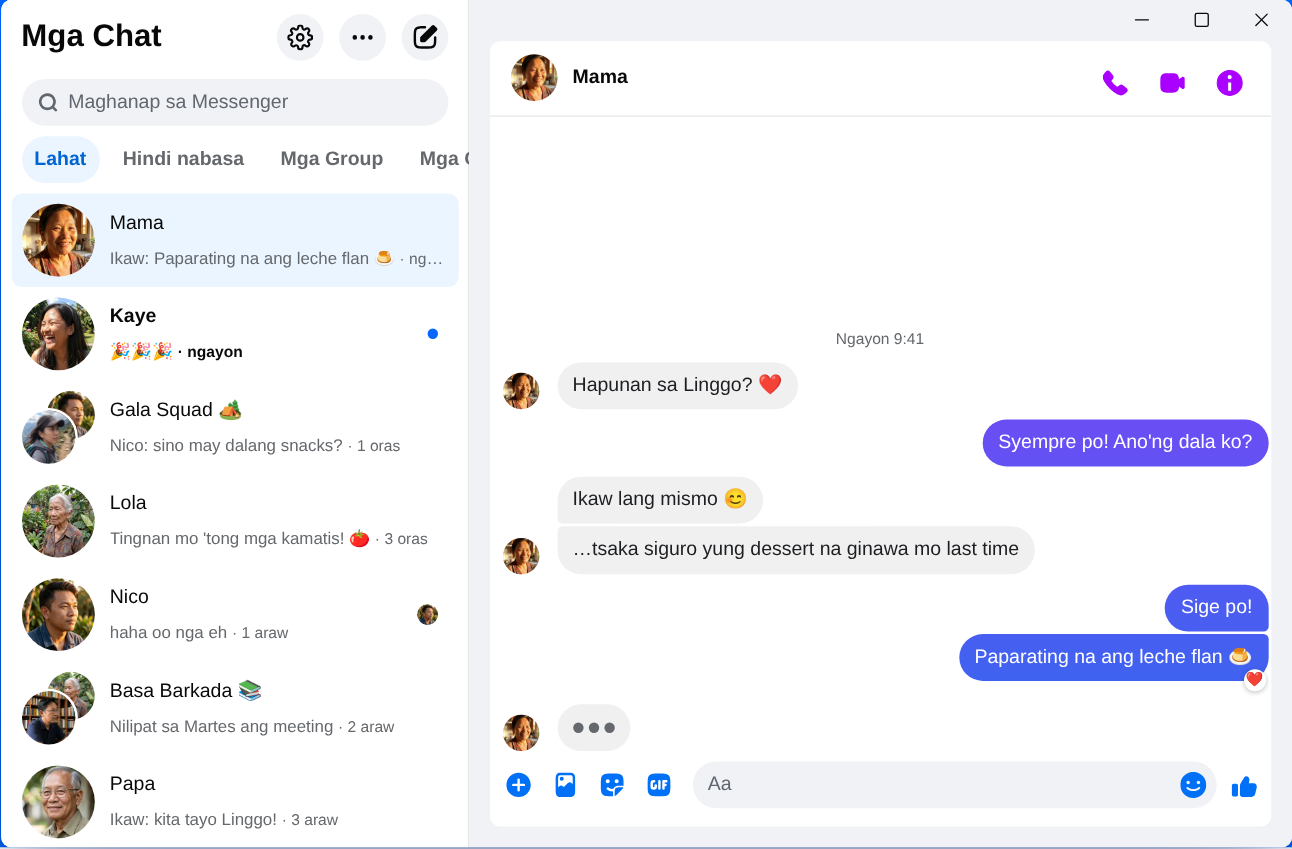 Mga Chat
Maghanap sa Messenger
Lahat
Hindi nabasa
Mga Group
Mga
Mama
Ikaw: Paparating na ang leche flan 🍮 · ng…
Kaye
🎉🎉🎉 · ngayon
Gala Squad 🏕️
Nico: sino may dalang snacks? · 1 oras
Lola
Tingnan mo 'tong mga kamatis! 🍅 · 3 oras
Nico
haha oo nga eh · 1 araw
Basa Barkada 📚
Nilipat sa Martes ang meeting · 2 araw
Papa
Ikaw: kita tayo Linggo! · 3 araw
Mama
Ngayon 9:41
Hapunan sa Linggo? ❤️
Syempre po! Ano'ng dala ko?
Ikaw lang mismo 😊
…tsaka siguro yung dessert na ginawa mo last time
Sige po!
Paparating na ang leche flan 🍮
❤️
GIF
Aa